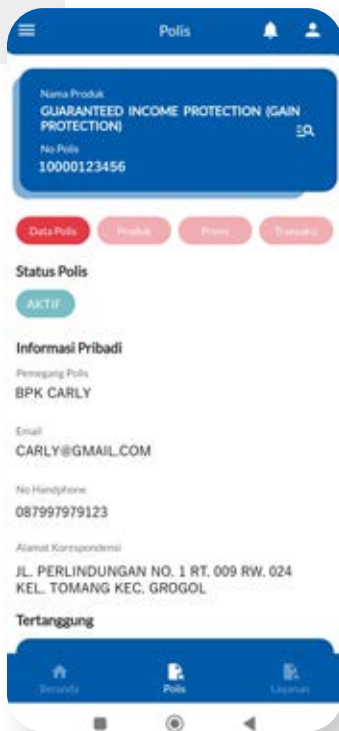 Polis
Nama Produk
GUARANTEED INCOME PROTECTION (GAIN
PROTECTION)
No Polis
10000123456
Data Polis
Produk
Premi
Transaksi
Status Polis
AKTIF
Informasi Pribadi
Pemegang Polis
BPK CARLY
Email
CARLY@GMAIL.COM
No Handphone
087997979123
Alamat Korespondensi
JL. PERLINDUNGAN NO. 1 RT. 009 RW. 024
KEL. TOMANG KEC. GROGOL
Tertanggung
Beranda
Polis
Layanan